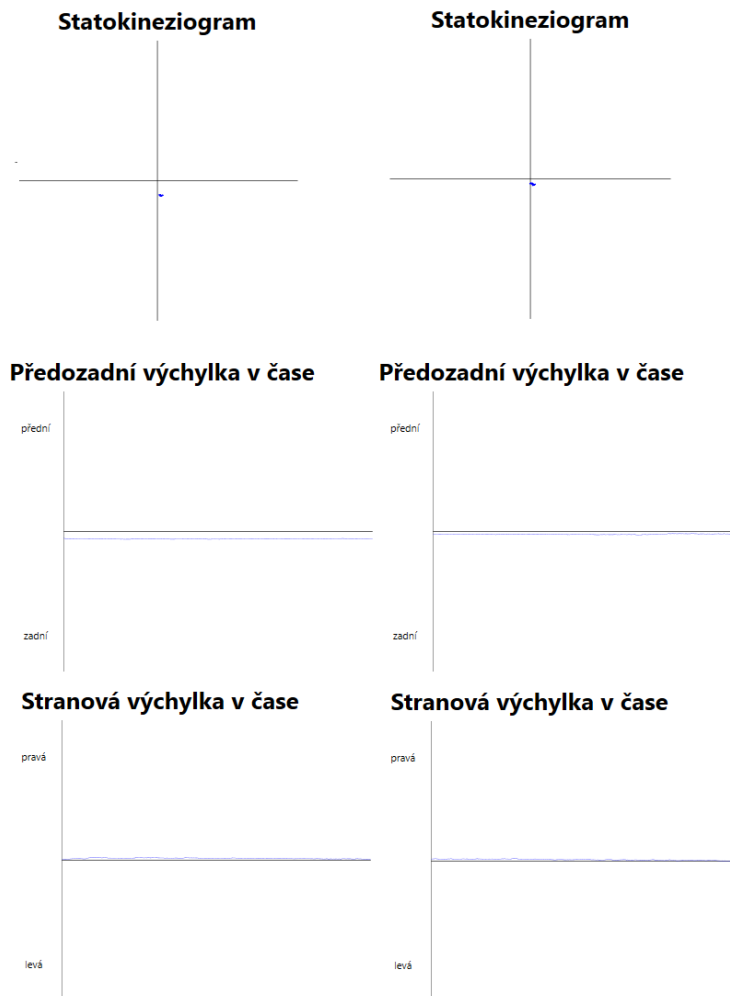 Statokineziogram
Statokineziogram
Předozadní výchylka v čase
Předozadní výchylka v čase
přední
přední
zadní
zadní
Stranová výchylka v čase
Stranová výchylka v čase
pravá
pravá
levá
levá